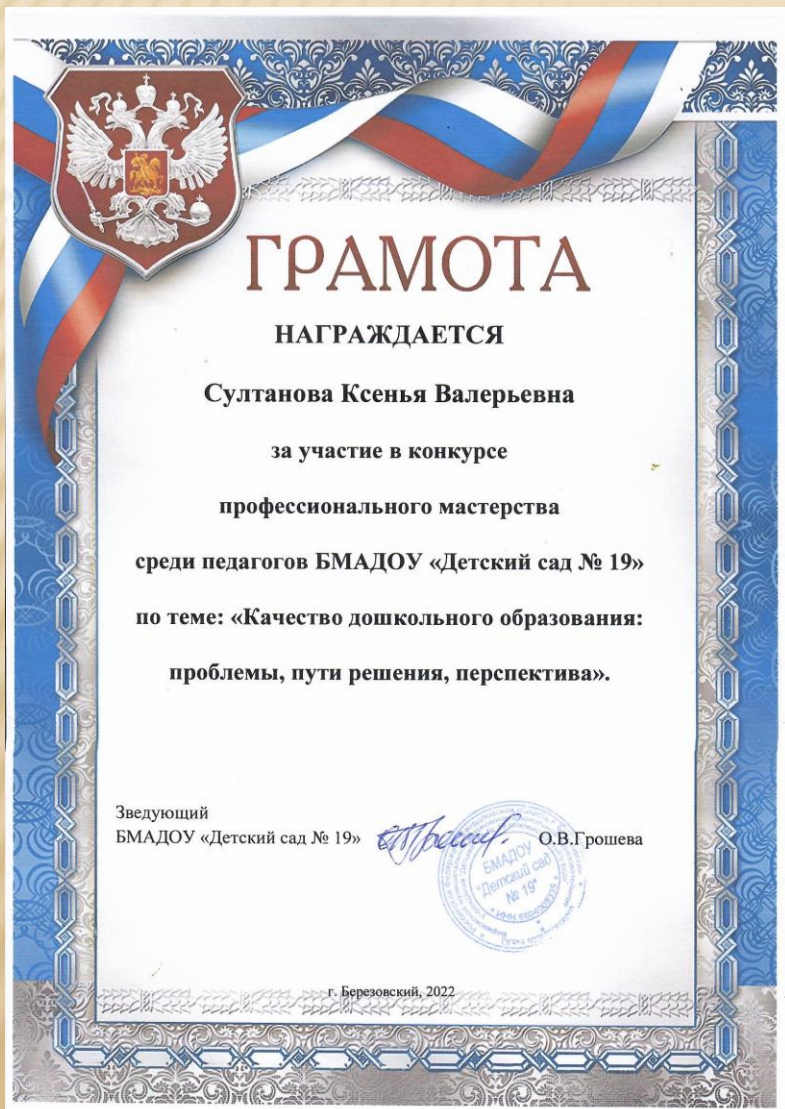 ГРАМОТА
НАГРАЖДАЕТСЯ
Султанова Ксенья Валерьевна
за участие в конкурсе
профессионального мастерства
среди педагогов БМАДОУ «Детский сад № 19»
по теме: «Качество дошкольного образования:
проблемы, пути решения, перспектива».
Зведующий
БМАДОУ «Детский сад № 19»
О.В.Грошева
БМАДОУ
"Детский сад
№ 19"
г. Березовский, 2022